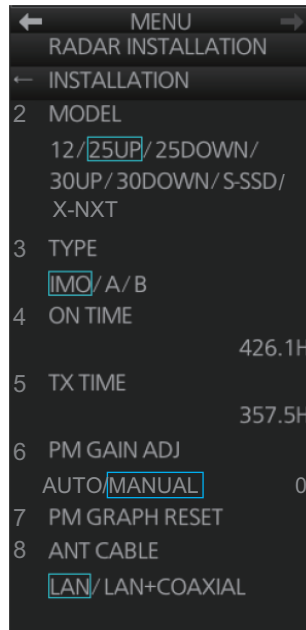 ← MENU →
RADAR INSTALLATION
← INSTALLATION
2 MODEL
12/25UP/25DOWN/
30UP/30DOWN/S-SSD/
X-NXT
3 TYPE
IMO/A/B
4 ON TIME
426.1H
5 TX TIME
357.5H
6 PM GAIN ADJ
AUTO/MANUAL 0
7 PM GRAPH RESET
8 ANT CABLE
LAN/LAN+COAXIAL